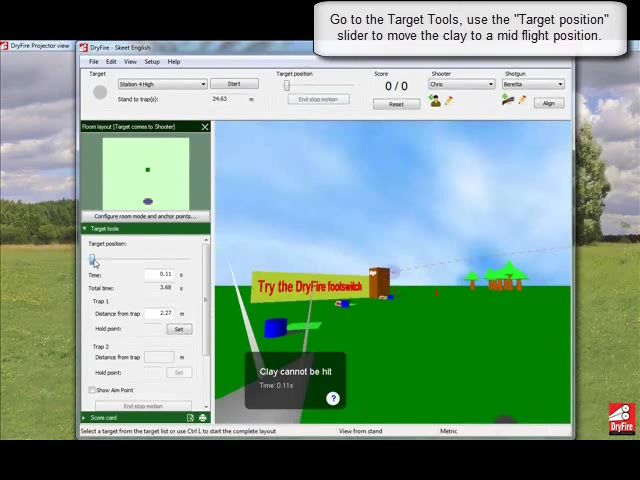 Go to the Target Tools, use the "Target position"
slider to move the clay to a mid flight position.
DryFire Projector view
DryFire - Skeet English
File Edit View Setup Help
Target Target position Score Shooter Shotgun
Station 4 High Start 0 / 0 Chris Beretta
Stand to trap(s) 24.63 m End stop motion Reset Align
Room layout [Target comes to Shooter]
Configure room mode and anchor points...
Target tools
Target position:
Time: 0.11 s
Total time: 3.68 s
Trap 1
Distance from trap 2.27 m
Hold point: Set
Trap 2
Distance from trap m
Hold point: Set
Show Aim Point
End stop motion
Score card
Try the DryFire footswitch
Clay cannot be hit
Time: 0.11s
?
Select a target from the target list or use Ctrl L to start the complete layout View from stand Metric
DryFire